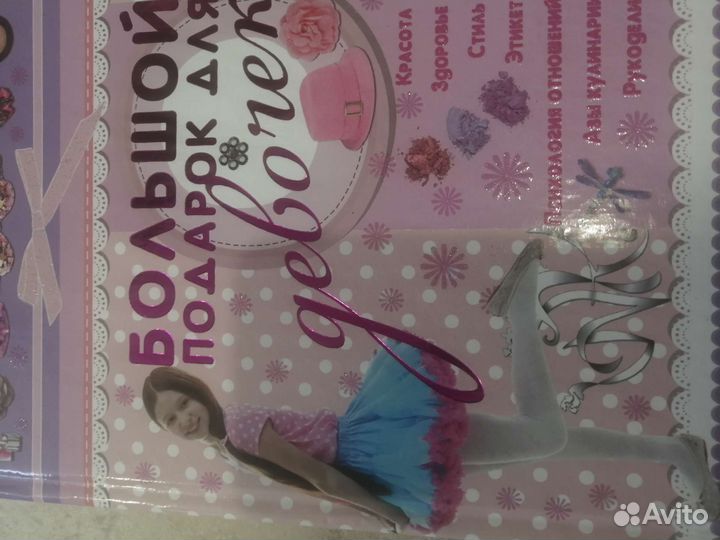 БОЛЬШОЙ
ПОДАРОК ДЛЯ
девочек
Красота
Здоровье
Стиль
Этикет
Психология отношений
Азы кулинарии
Рукоделие
Avito